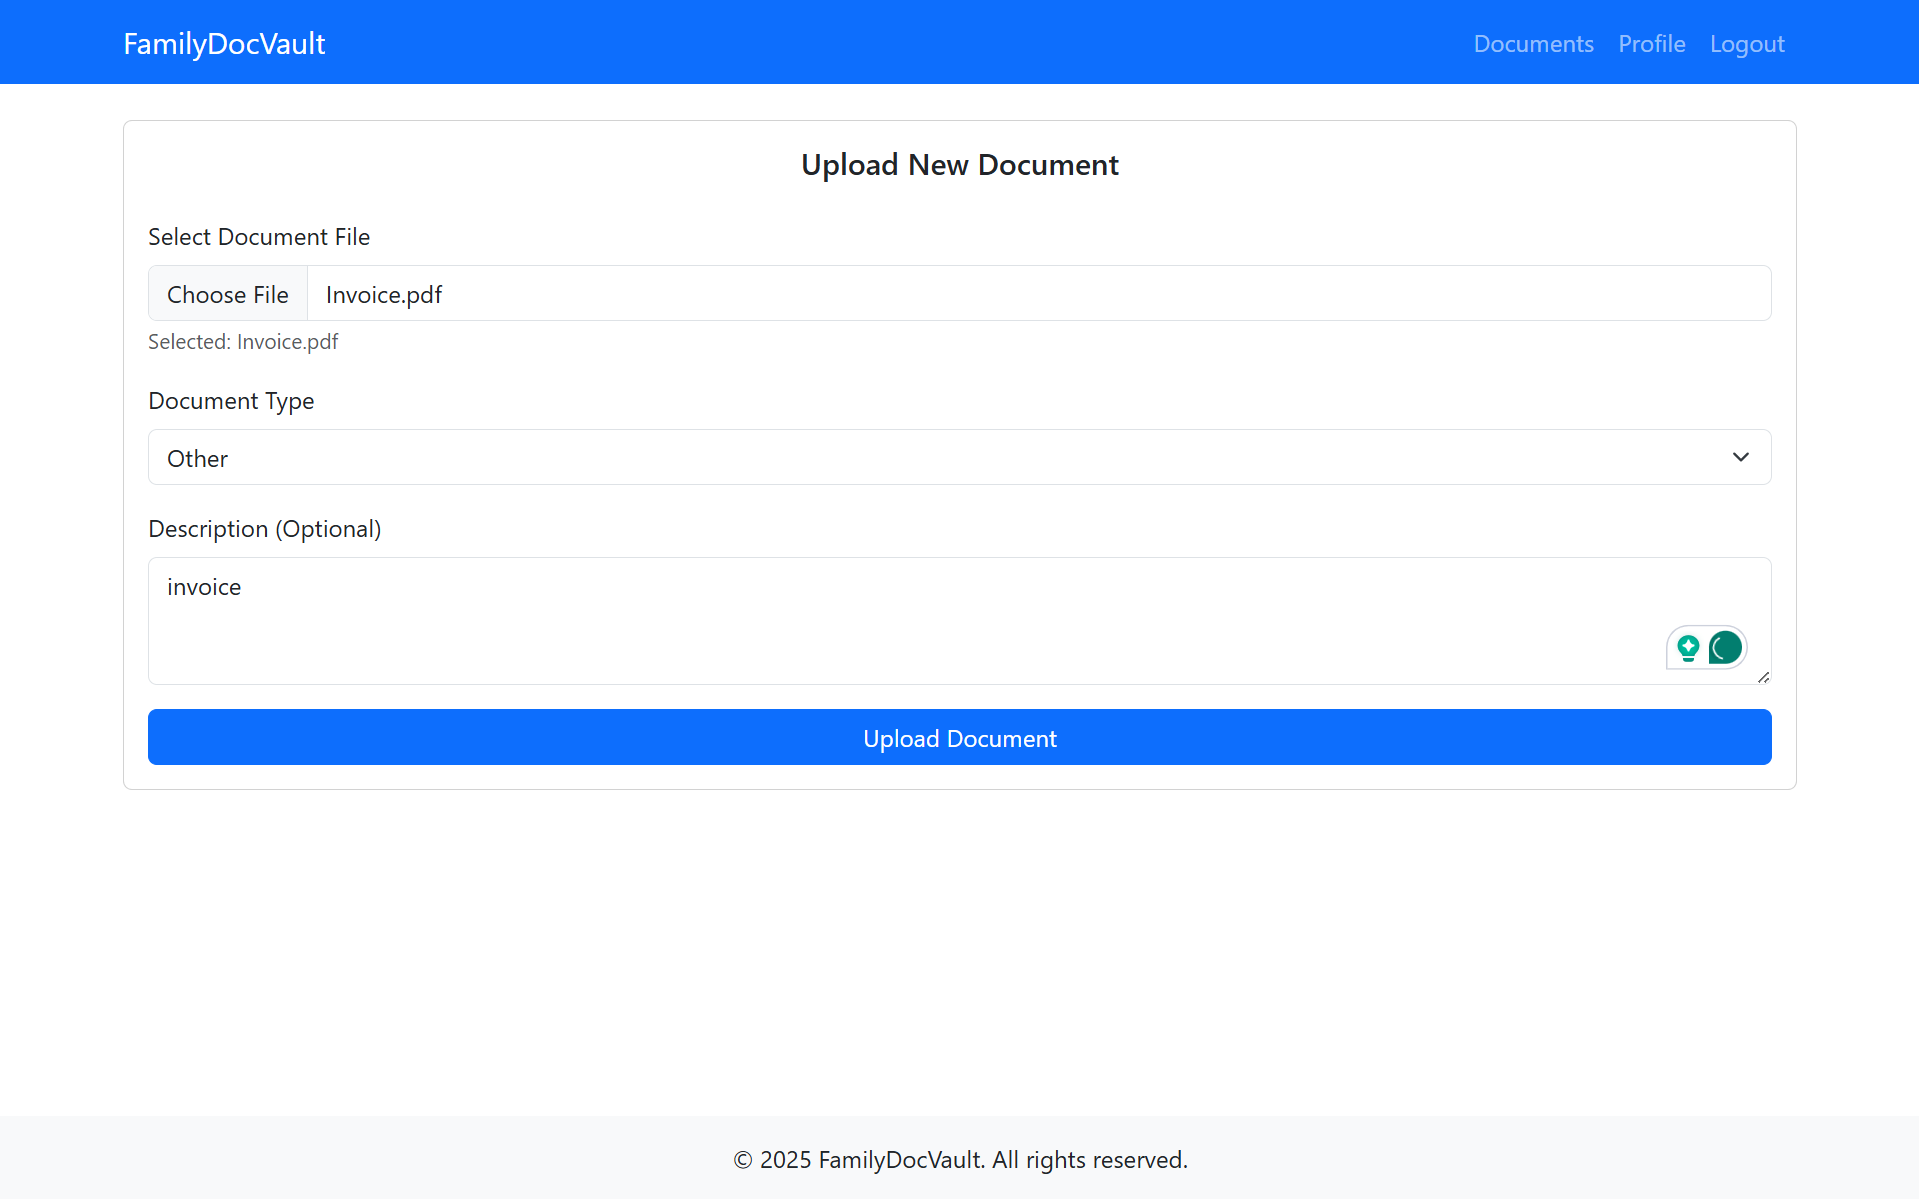 FamilyDocVault
Documents Profile Logout
Upload New Document
Select Document File
Choose File Invoice.pdf
Selected: Invoice.pdf
Document Type
Other
Description (Optional)
invoice
Upload Document
© 2025 FamilyDocVault. All rights reserved.